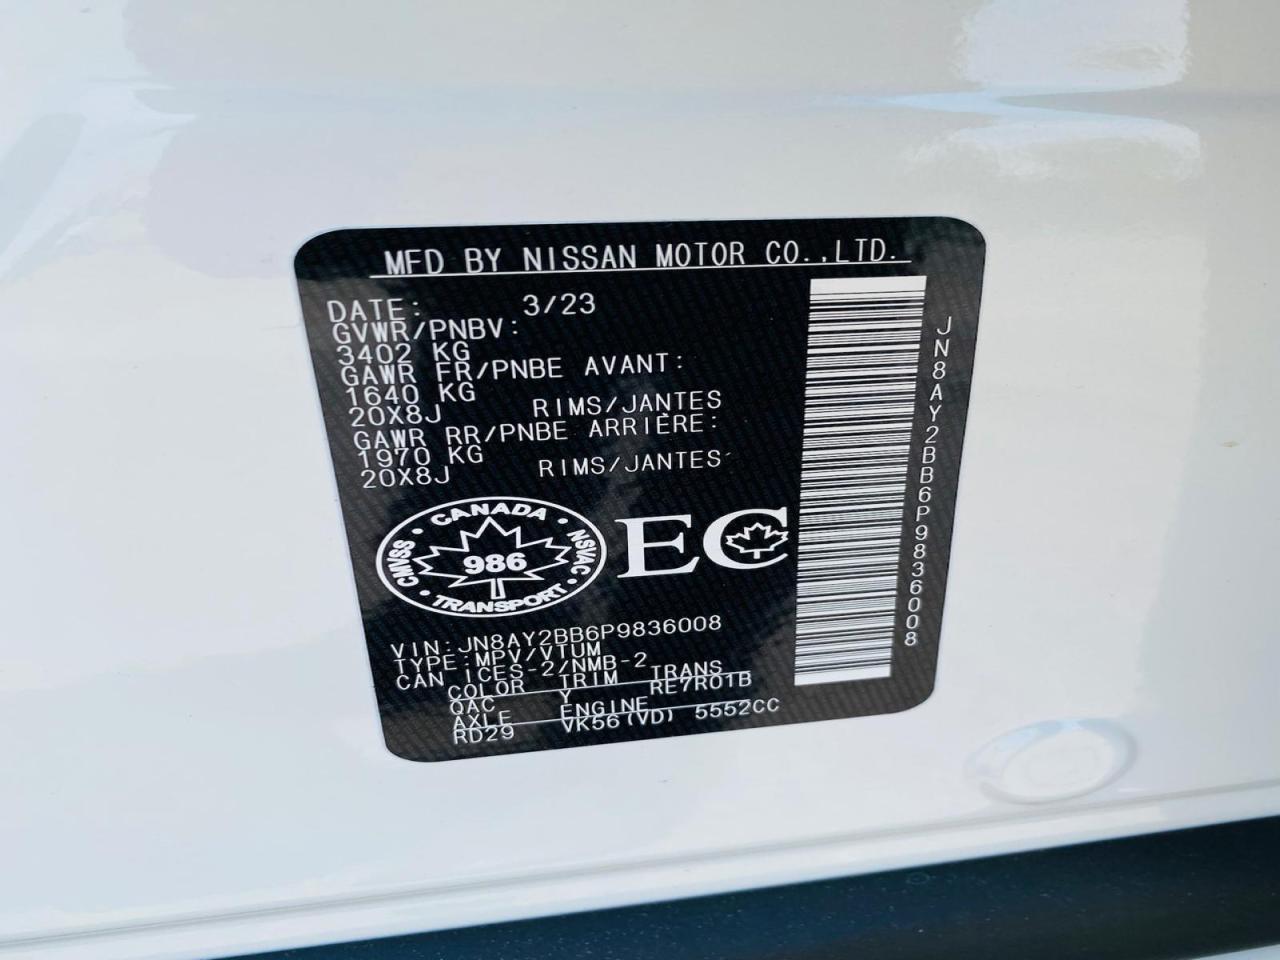 MFD BY NISSAN MOTOR CO.,LTD.
DATE: 3/23
GVWR/PNBV:
3402 KG
GAWR FR/PNBE AVANT:
1640 KG
20X8J RIMS/JANTES
GAWR RR/PNBE ARRIÈRE:
1970 KG
20X8J RIMS/JANTES
CANADA
CMVSS 986 NSVAC
TRANSPORT
EC
VIN:JN8AY2BB6P9836008
TYPE:MPV/VTUM
CAN ICES-2/NMB-2
COLOR TRIM TRANS
QAC Y RE7R01B
AXLE ENGINE
RD29 VK56(VD) 5552CC
JN8AY2BB6P9836008